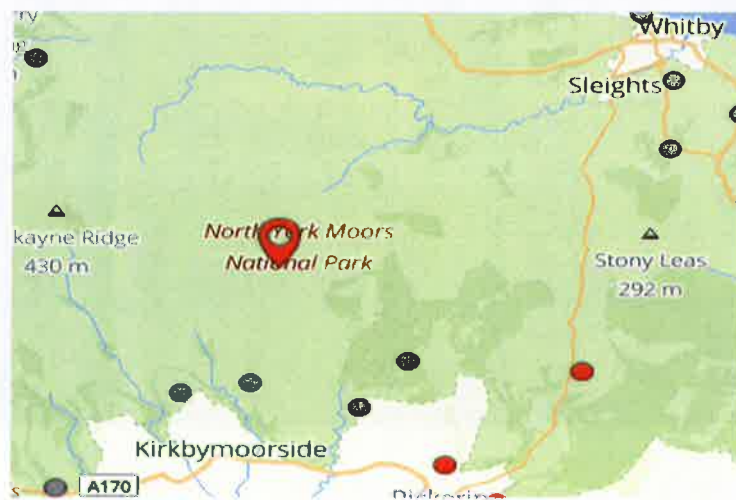 Whitby
Sleights
North York Moors
National Park
kayne Ridge
430 m
Stony Leas
292 m
Kirkbymoorside
A170